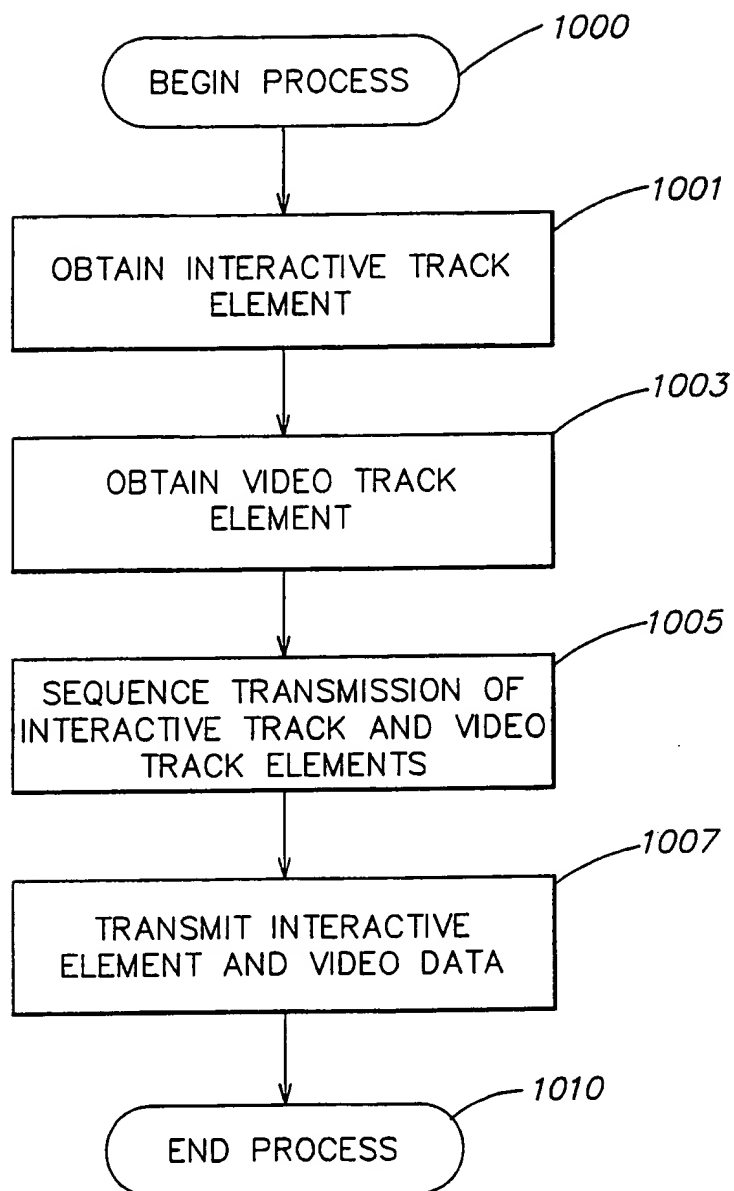 1000
BEGIN PROCESS
1001
OBTAIN INTERACTIVE TRACK
ELEMENT
1003
OBTAIN VIDEO TRACK
ELEMENT
1005
SEQUENCE TRANSMISSION OF
INTERACTIVE TRACK AND VIDEO
TRACK ELEMENTS
1007
TRANSMIT INTERACTIVE
ELEMENT AND VIDEO DATA
1010
END PROCESS